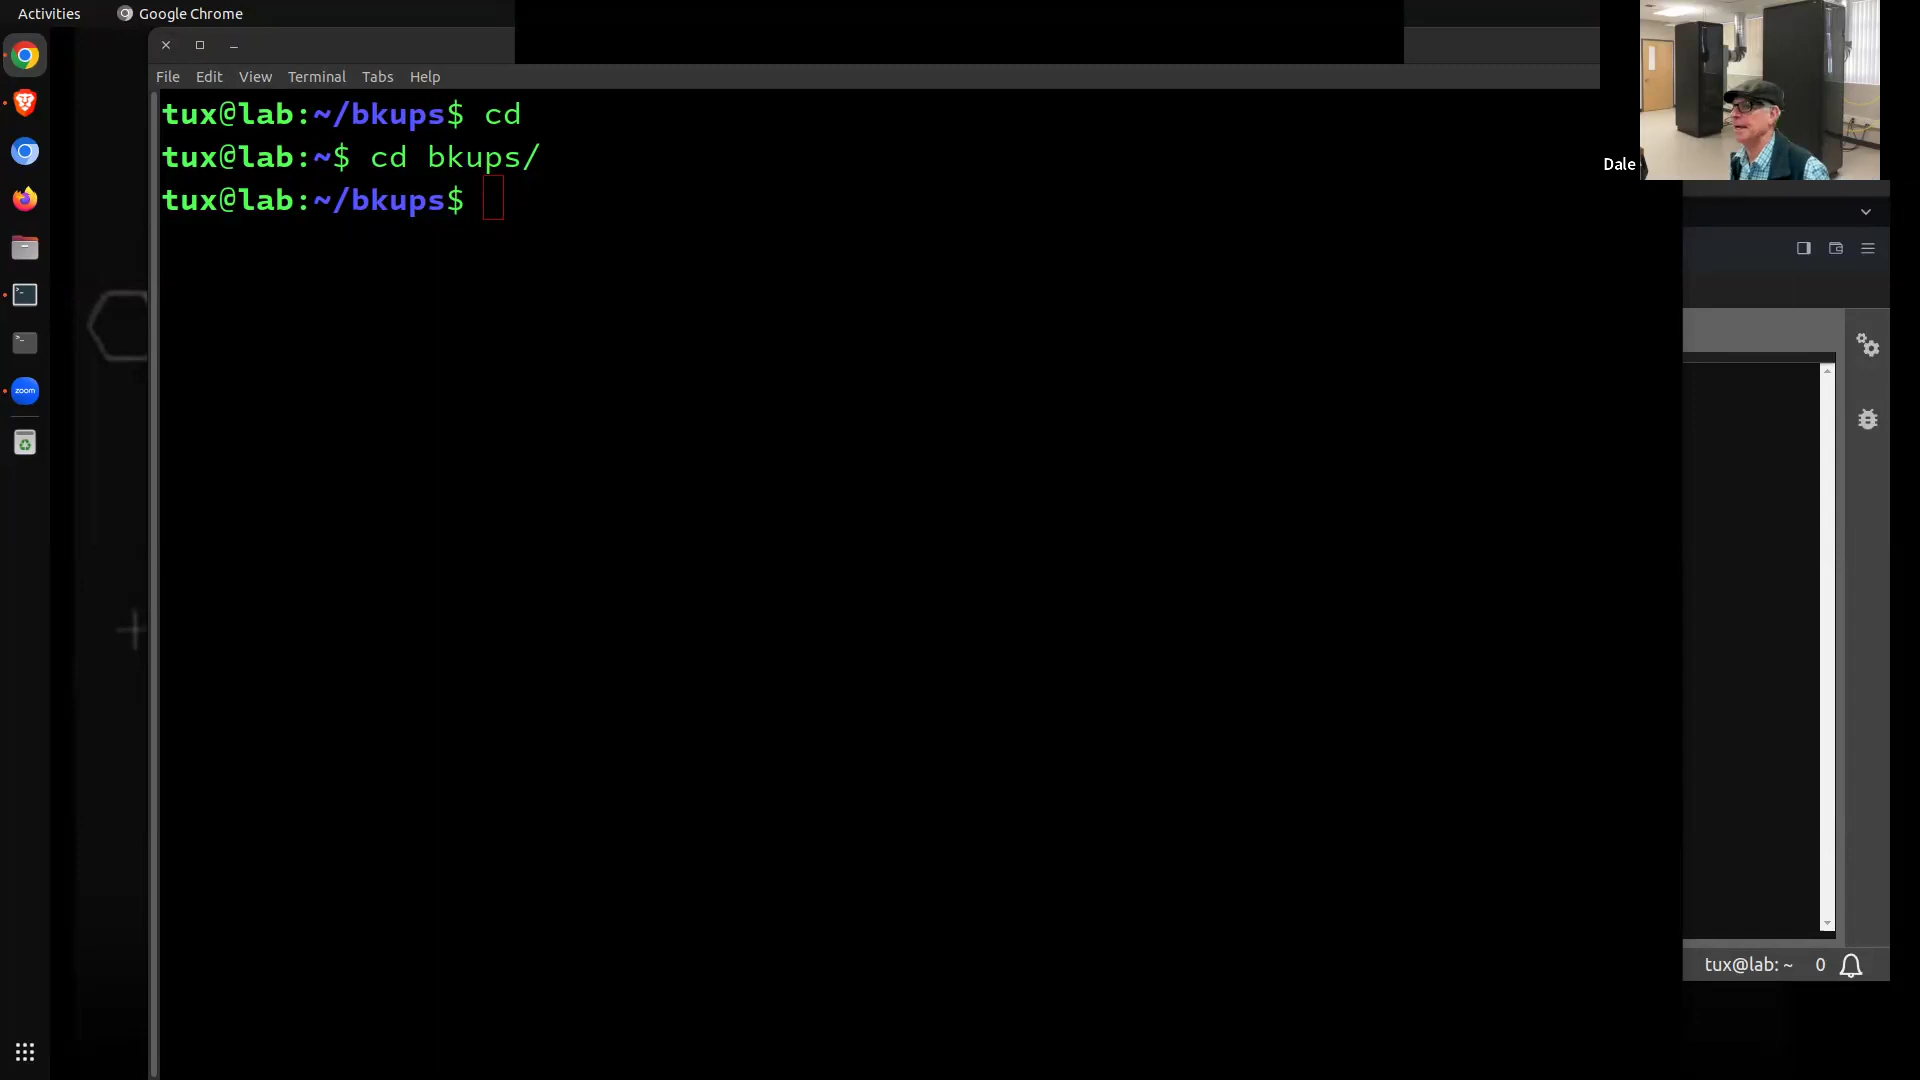 Activities Google Chrome
File Edit View Terminal Tabs Help
tux@lab:~/bkups$ cd
tux@lab:~$ cd bkups/
tux@lab:~/bkups$
Dale
zoom
tux@lab: ~ 0